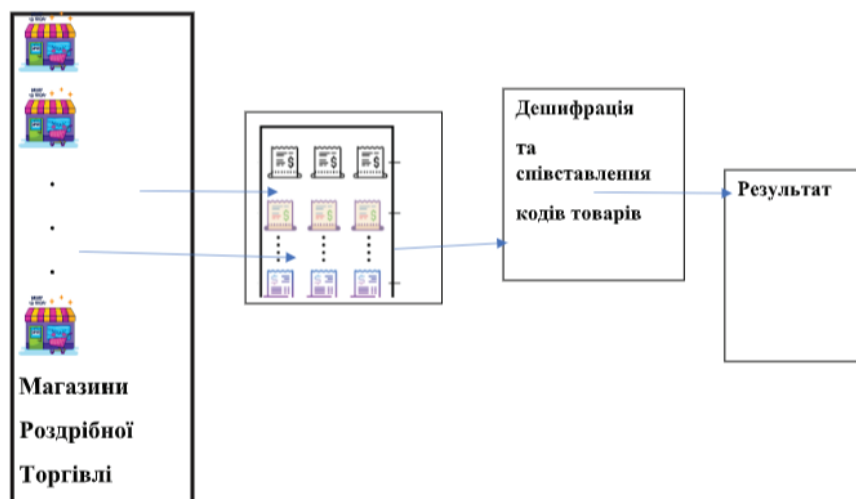 Магазини
Роздрібної
Торгівлі
Дешифрація
та
співставлення
кодів товарів
Результат